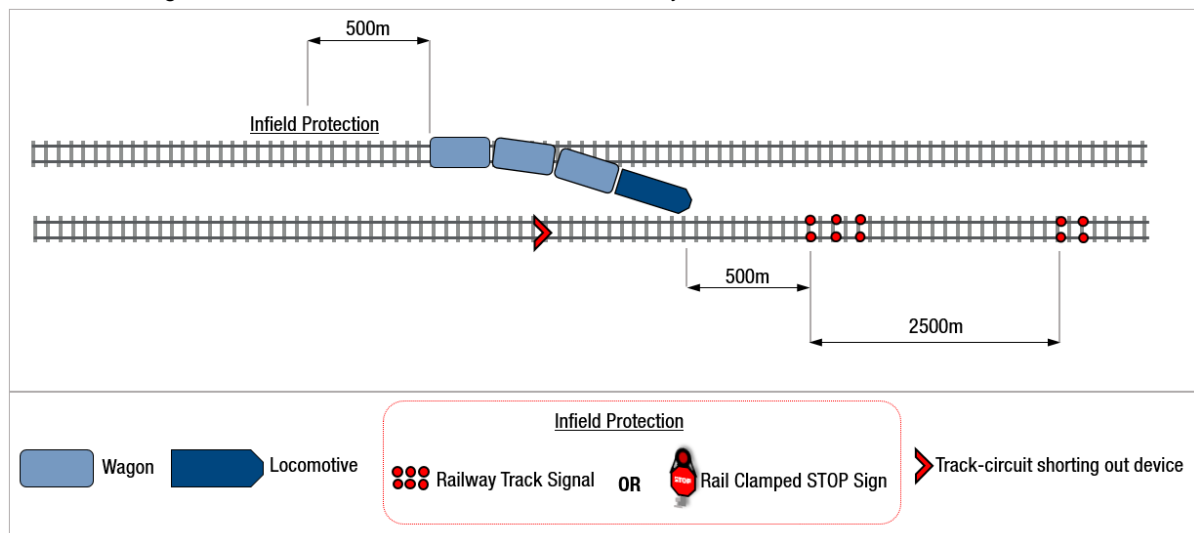 500m
Infield Protection
500m
2500m
Infield Protection
Wagon
Locomotive
Railway Track Signal
OR
STOP
Rail Clamped STOP Sign
Track-circuit shorting out device